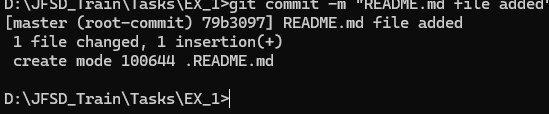 D:\JFSD_Train\Tasks\EX_1>git commit -m "README.md file added"
[master (root-commit) 79b3097] README.md file added
 1 file changed, 1 insertion(+)
 create mode 100644 .README.md
D:\JFSD_Train\Tasks\EX_1>